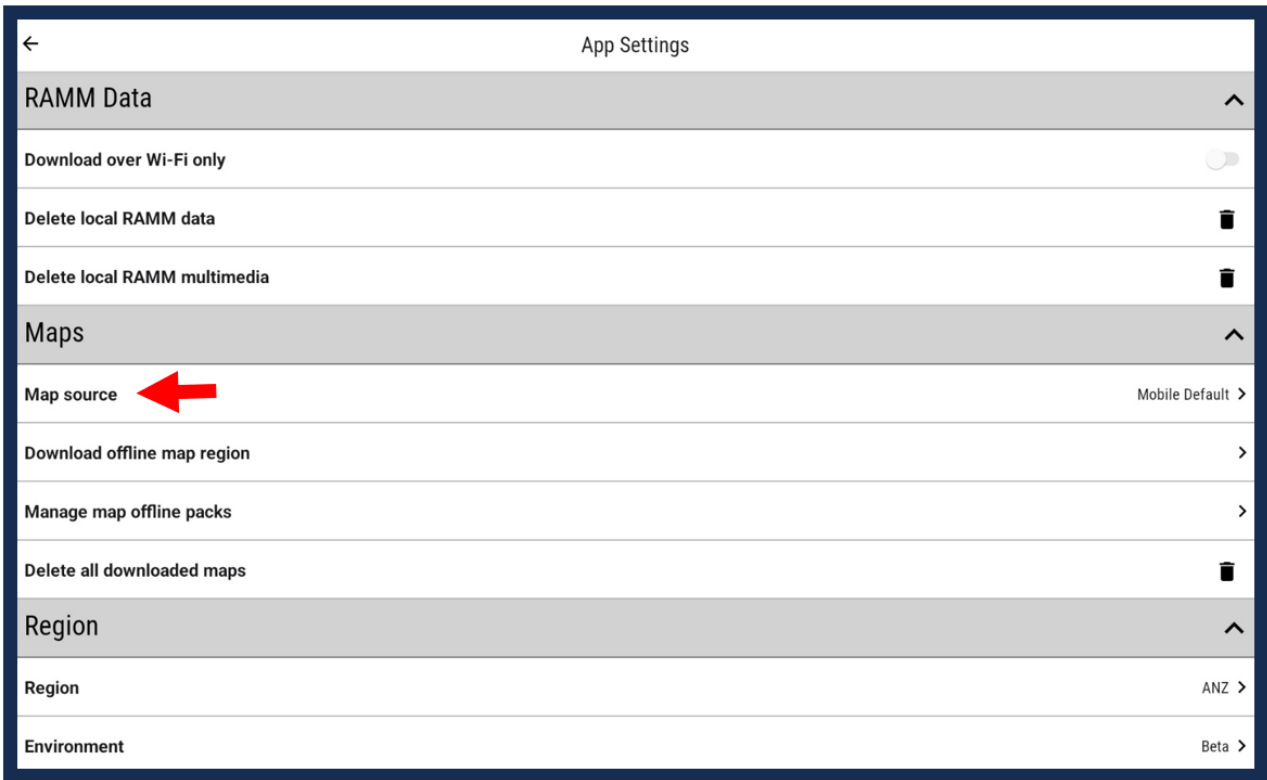 App Settings
RAMM Data
Download over Wi-Fi only
Delete local RAMM data
Delete local RAMM multimedia
Maps
Map source Mobile Default
Download offline map region
Manage map offline packs
Delete all downloaded maps
Region
Region ANZ
Environment Beta